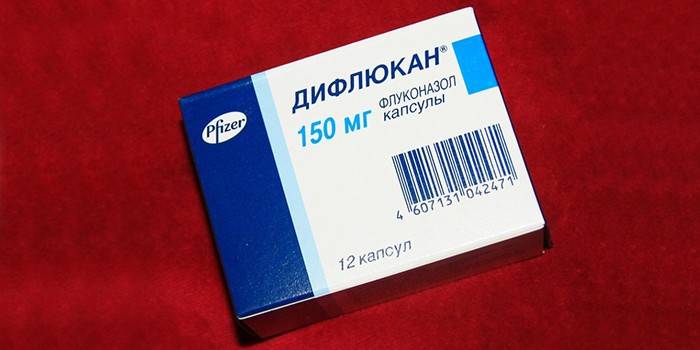 ДИФЛЮКАН®
Pfizer
150 мг
ФЛУКОНАЗОЛ
капсулы
4 607131 042471
12 капсул